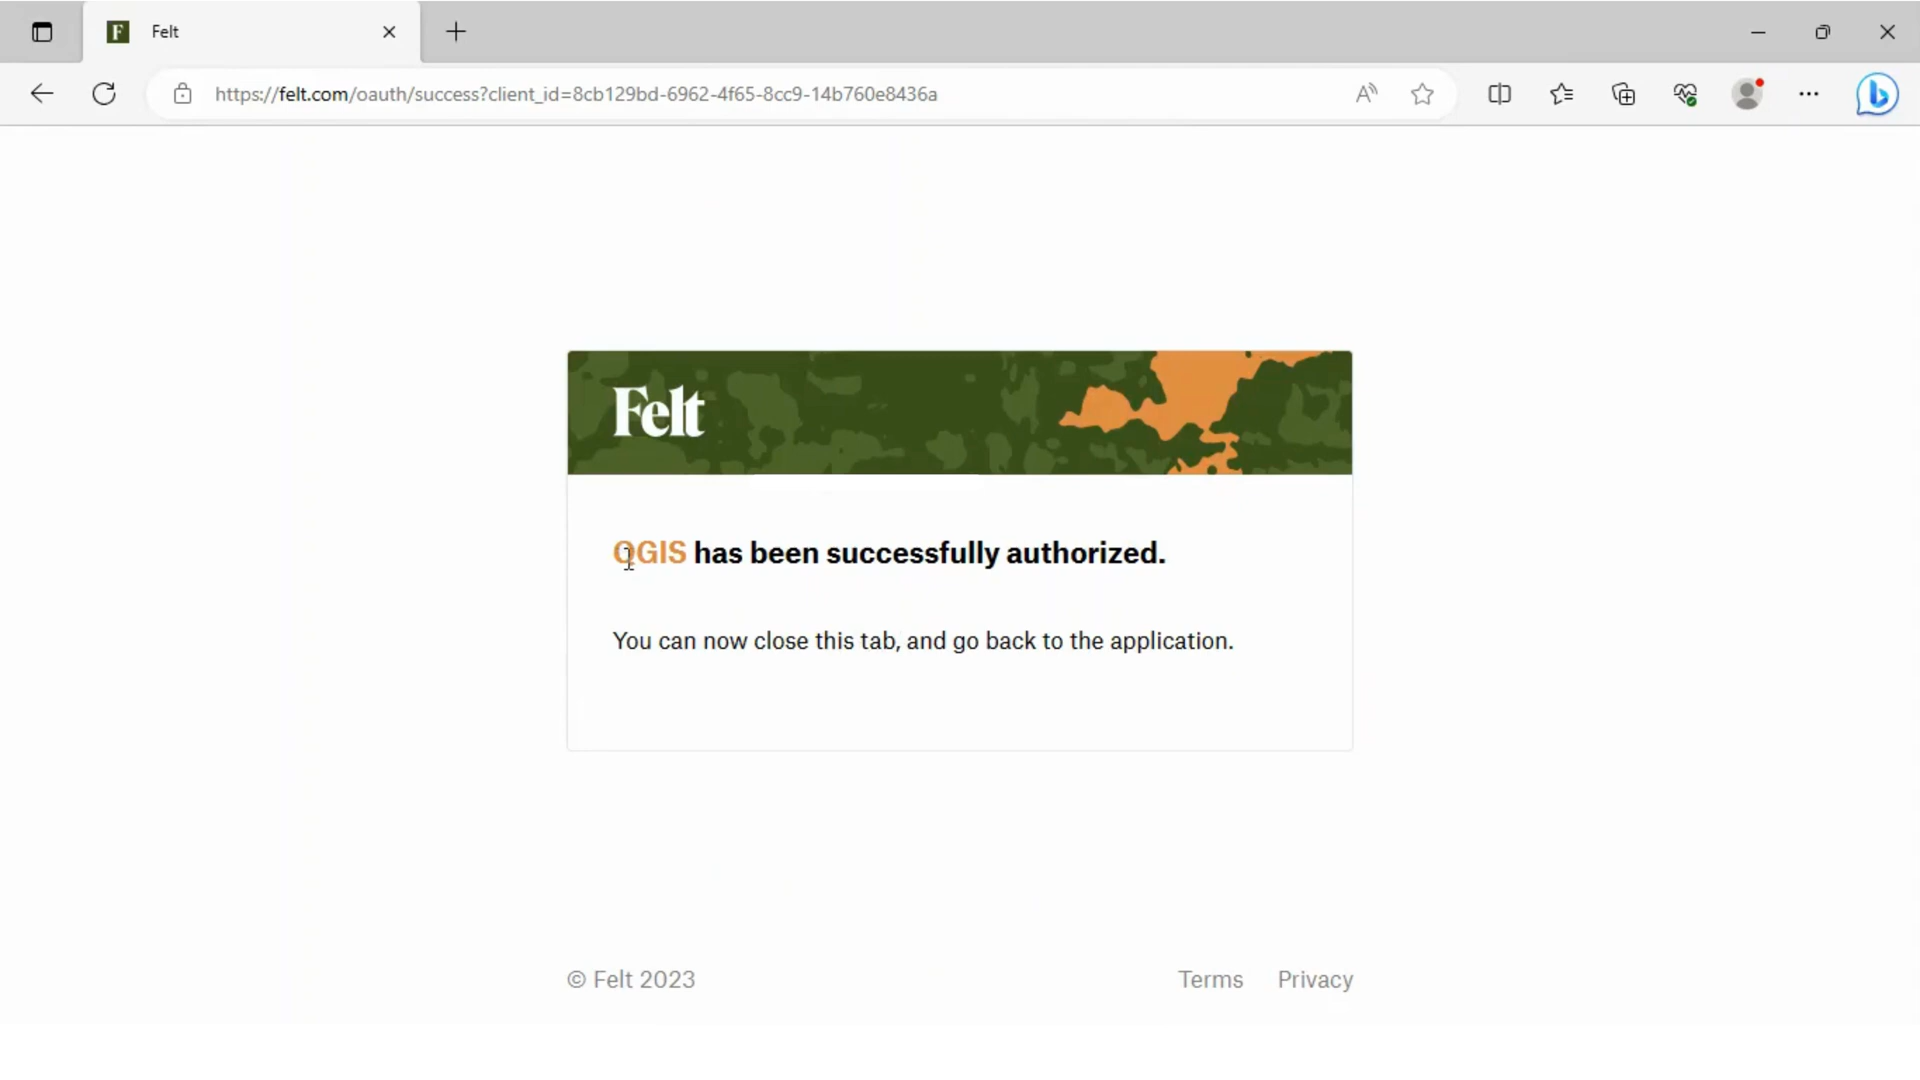 F Felt
https://felt.com/oauth/success?client_id=8cb129bd-6962-4f65-8cc9-14b760e8436a
Felt
QGIS has been successfully authorized.
You can now close this tab, and go back to the application.
© Felt 2023 Terms Privacy